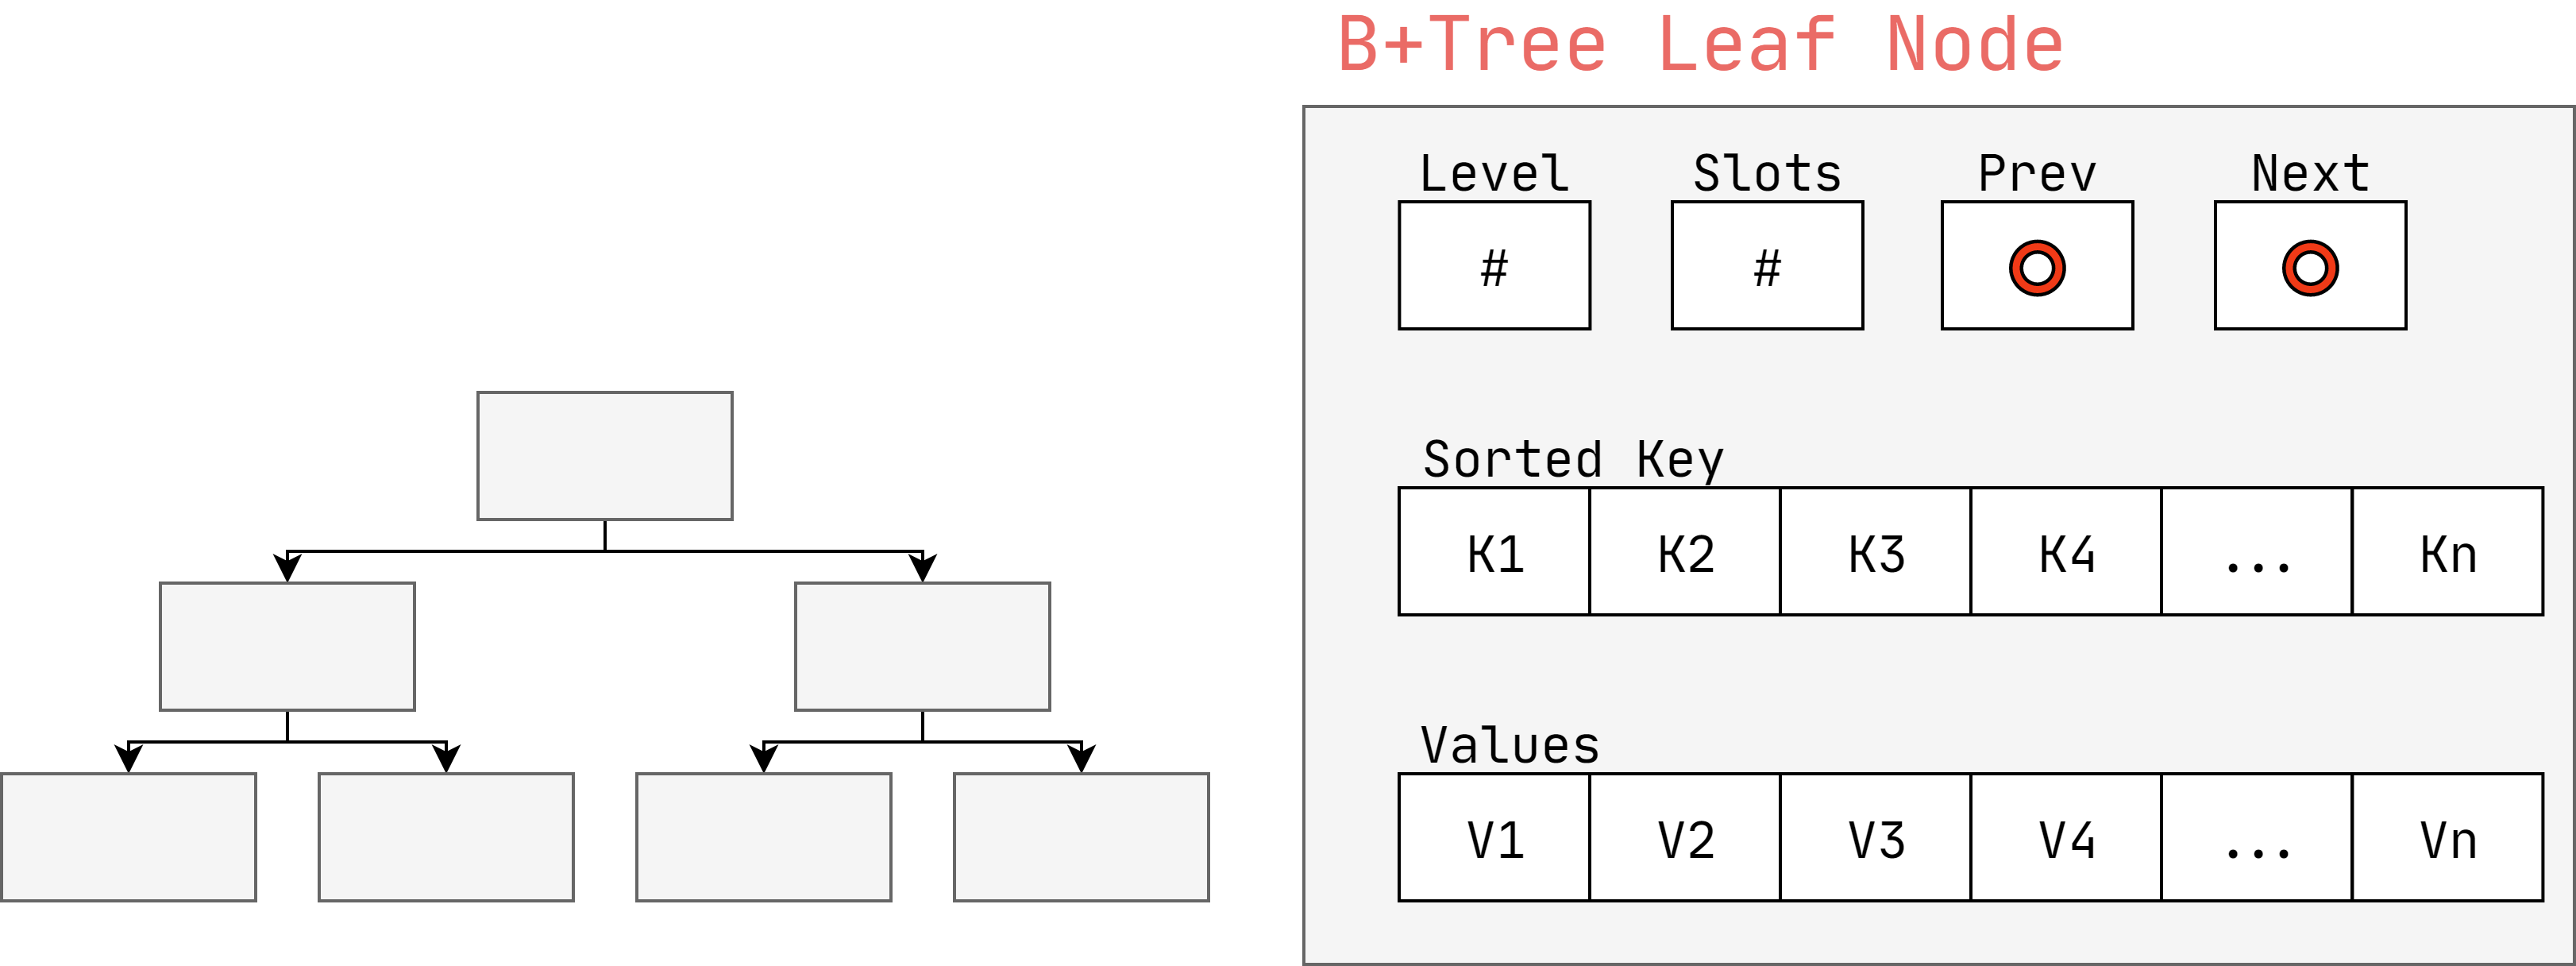 B+Tree Leaf Node
Level Slots Prev Next
# #
Sorted Key
K1 K2 K3 K4 ... Kn
Values
V1 V2 V3 V4 ... Vn